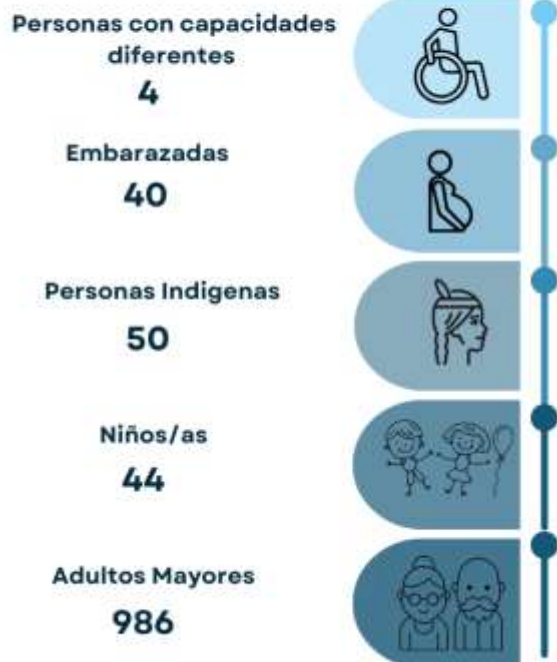 Personas con capacidades
diferentes
4
Embarazadas
40
Personas Indigenas
50
Niños/as
44
Adultos Mayores
986